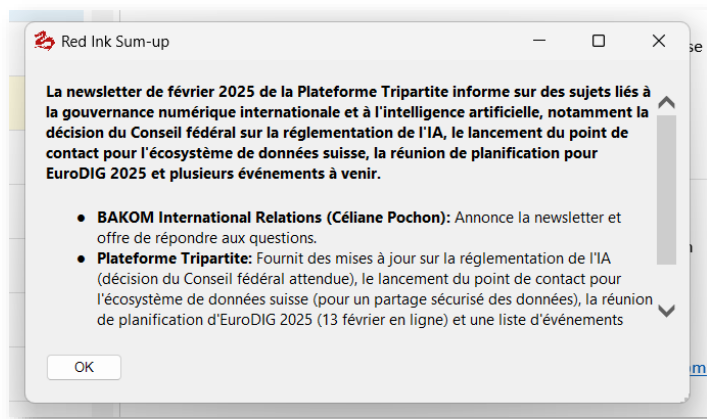 Red Ink Sum-up
se
La newsletter de février 2025 de la Plateforme Tripartite informe sur des sujets liés à
la gouvernance numérique internationale et à l'intelligence artificielle, notamment la
décision du Conseil fédéral sur la réglementation de l'IA, le lancement du point de
contact pour l'écosystème de données suisse, la réunion de planification pour
EuroDIG 2025 et plusieurs événements à venir.
● BAKOM International Relations (Céliane Pochon): Annonce la newsletter et
offre de répondre aux questions.
● Plateforme Tripartite: Fournit des mises à jour sur la réglementation de l'IA
(décision du Conseil fédéral attendue), le lancement du point de contact pour
l'écosystème de données suisse (pour un partage sécurisé des données), la réunion
de planification d'EuroDIG 2025 (13 février en ligne) et une liste d'événements
OK
om